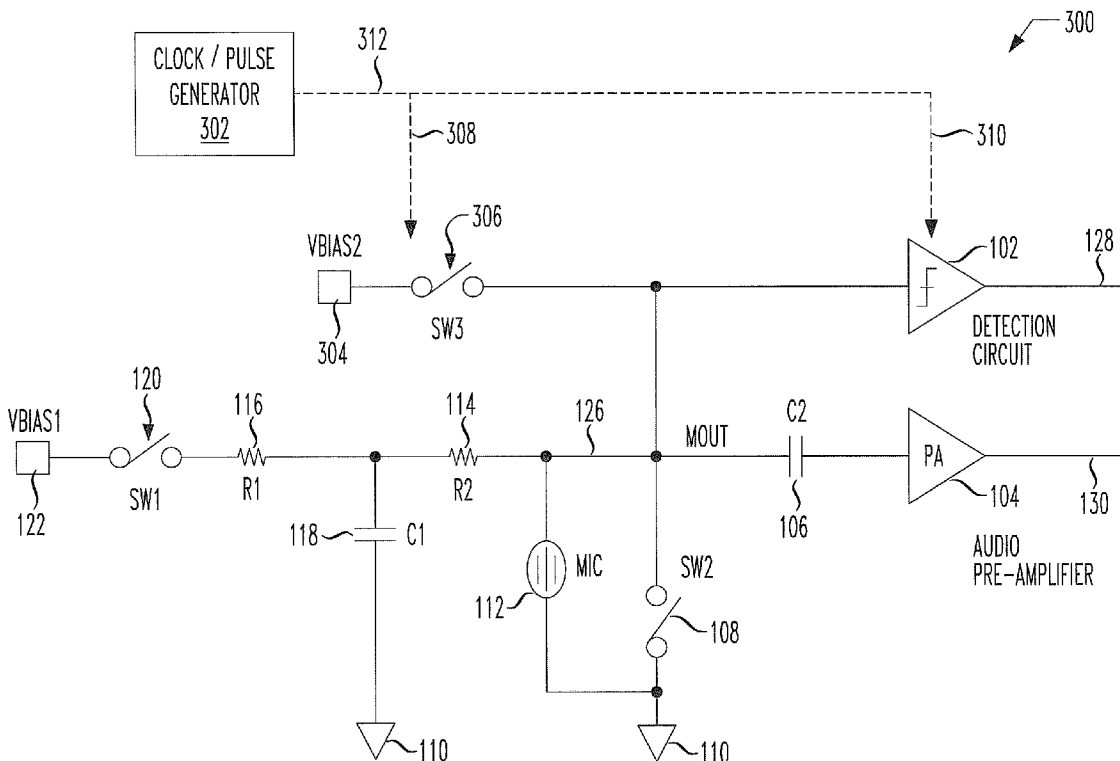 300
312
CLOCK / PULSE
GENERATOR
302
308
310
306
102
128
VBIAS2
304
SW3
DETECTION
CIRCUIT
120
116
114
126
C2
VBIAS1
MOUT
PA
122
SW1
R1
R2
106
104
130
118
C1
MIC
SW2
AUDIO
PRE-AMPLIFIER
112
108
110
110